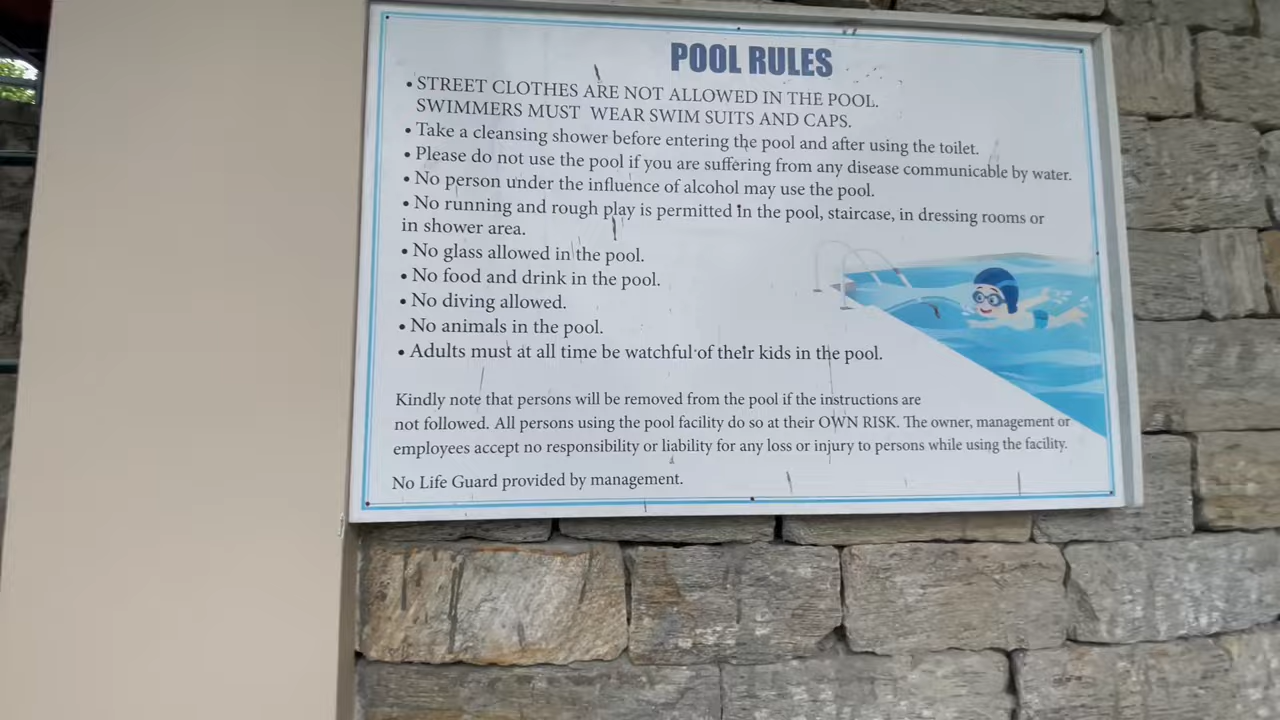 POOL RULES
• STREET CLOTHES ARE NOT ALLOWED IN THE POOL.
SWIMMERS MUST WEAR SWIM SUITS AND CAPS.
• Take a cleansing shower before entering the pool and after using the toilet.
• Please do not use the pool if you are suffering from any disease communicable by water.
• No person under the influence of alcohol may use the pool.
• No running and rough play is permitted in the pool, staircase, in dressing rooms or
in shower area.
• No glass allowed in the pool.
• No food and drink in the pool.
• No diving allowed.
• No animals in the pool.
• Adults must at all time be watchful of their kids in the pool.
Kindly note that persons will be removed from the pool if the instructions are
not followed. All persons using the pool facility do so at their OWN RISK. The owner, management or
employees accept no responsibility or liability for any loss or injury to persons while using the facility.
No Life Guard provided by management.